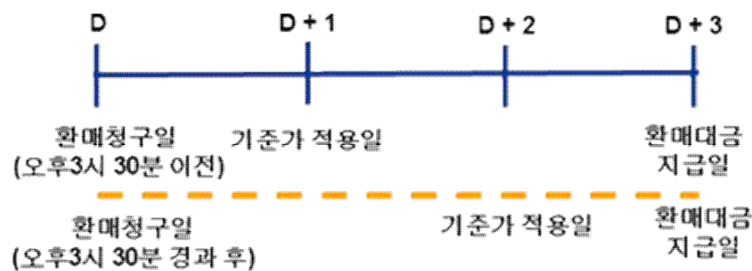 D D + 1 D + 2 D + 3
환매청구일 기준가 적용일 환매대금
(오후3시 30분 이전) 지급일
환매청구일 기준가 적용일 환매대금
(오후3시 30분 경과 후) 지급일